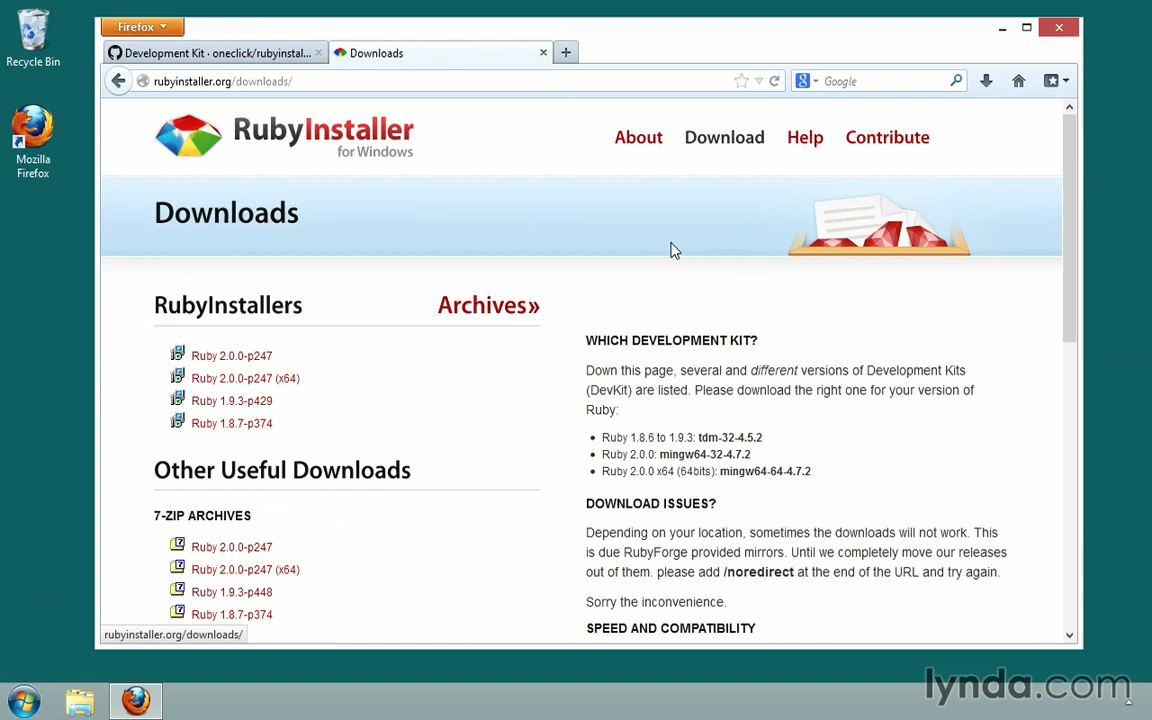 Recycle Bin
Mozilla
Firefox
Firefox
Development Kit · oneclick/rubyinstal...
Downloads
rubyinstaller.org/downloads/
Google
RubyInstaller
for Windows
About
Download
Help
Contribute
Downloads
RubyInstallers
Archives»
Ruby 2.0.0-p247
Ruby 2.0.0-p247 (x64)
Ruby 1.9.3-p429
Ruby 1.8.7-p374
Other Useful Downloads
7-ZIP ARCHIVES
Ruby 2.0.0-p247
Ruby 2.0.0-p247 (x64)
Ruby 1.9.3-p448
Ruby 1.8.7-p374
WHICH DEVELOPMENT KIT?
Down this page, several and different versions of Development Kits
(DevKit) are listed. Please download the right one for your version of
Ruby:
Ruby 1.8.6 to 1.9.3: tdm-32-4.5.2
Ruby 2.0.0: mingw64-32-4.7.2
Ruby 2.0.0 x64 (64bits): mingw64-64-4.7.2
DOWNLOAD ISSUES?
Depending on your location, sometimes the downloads will not work. This
is due RubyForge provided mirrors. Until we completely move our releases
out of them. please add /noredirect at the end of the URL and try again.
Sorry the inconvenience.
SPEED AND COMPATIBILITY
rubyinstaller.org/downloads/
lynda.com